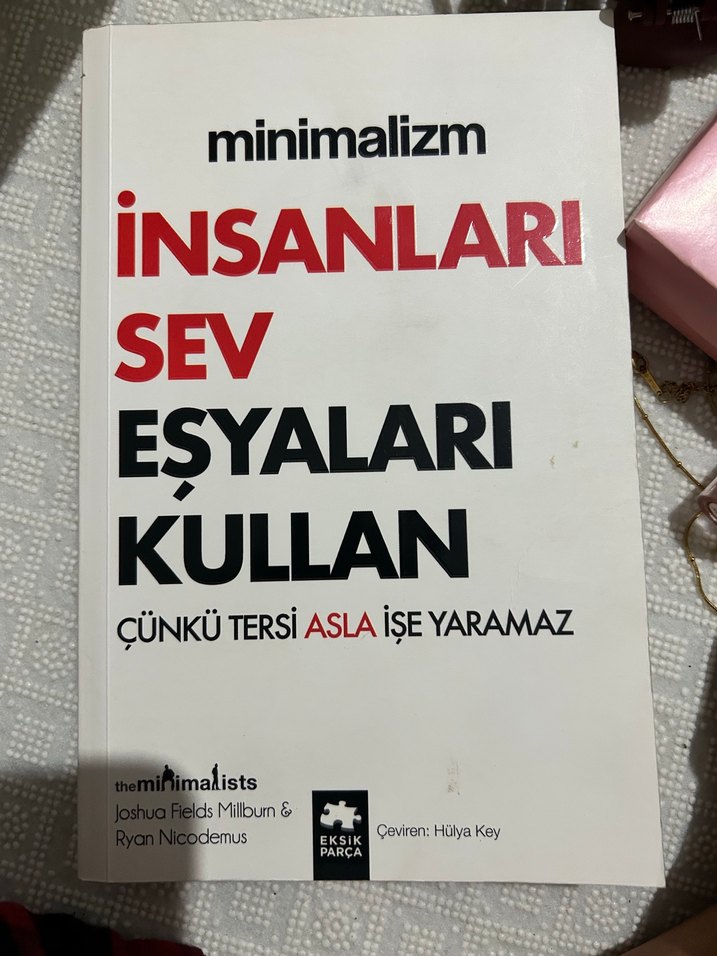 minimalizm
İNSANLARI
SEV
EŞYALARI
KULLAN
ÇÜNKÜ TERSİ ASLA İŞE YARAMAZ
theminimalists
Joshua Fields Millburn &
Ryan Nicodemus
EKSİK
PARÇA
Çeviren: Hülya Key